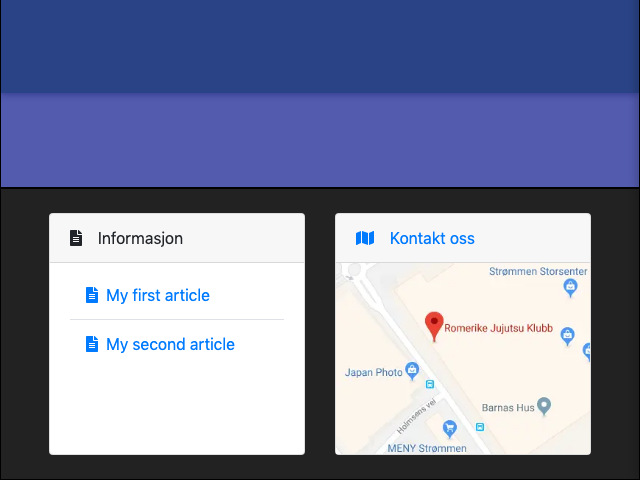 Informasjon
Kontakt oss
My first article
My second article
Strømmen Storsenter
Romerike Jujutsu Klubb
Japan Photo
Barnas Hus
Holmsens vei
MENY Strømmen